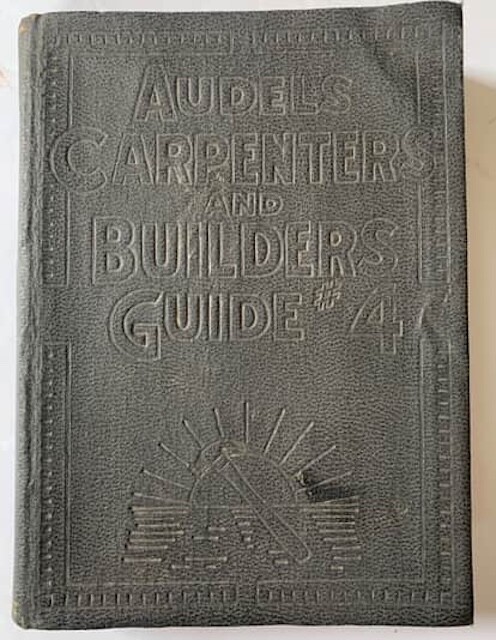 AUDELS
CARPENTERS
AND
BUILDERS
GUIDE #4